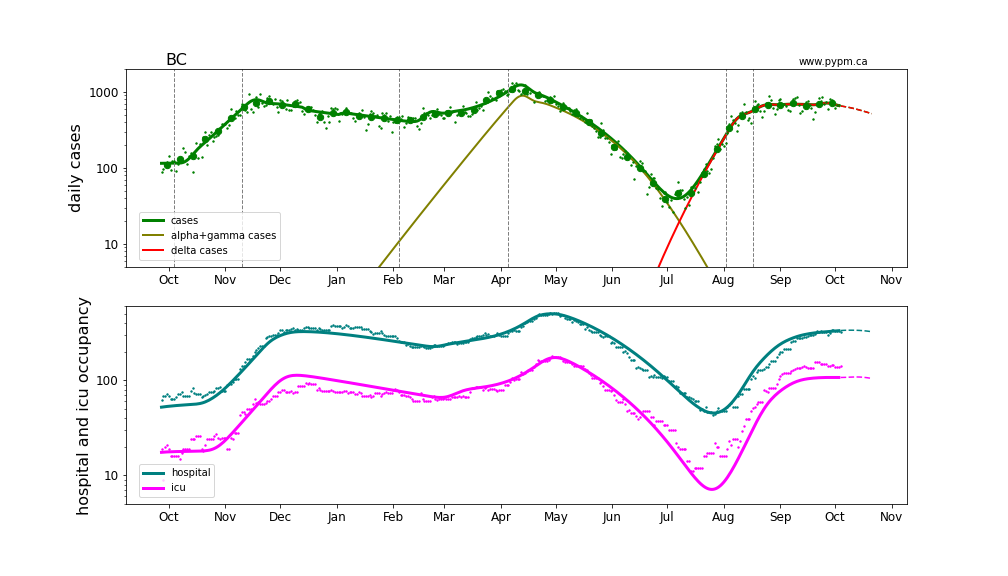 BC
www.pypm.ca
daily cases
1000
100
10
cases
alpha+gamma cases
delta cases
Oct Nov Dec Jan Feb Mar Apr May Jun Jul Aug Sep Oct Nov
hospital and icu occupancy
100
10
hospital
icu
Oct Nov Dec Jan Feb Mar Apr May Jun Jul Aug Sep Oct Nov